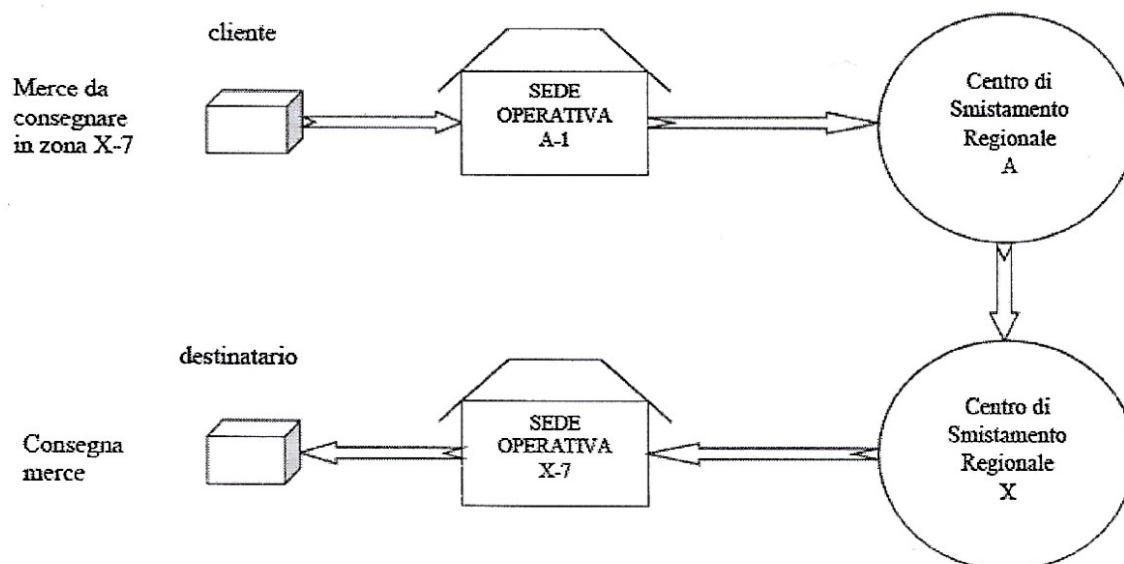 cliente
Merce da
consegnare
in zona X-7
SEDE
OPERATIVA
A-1
Centro di
Smistamento
Regionale
A
destinatario
Consegna
merce
SEDE
OPERATIVA
X-7
Centro di
Smistamento
Regionale
X